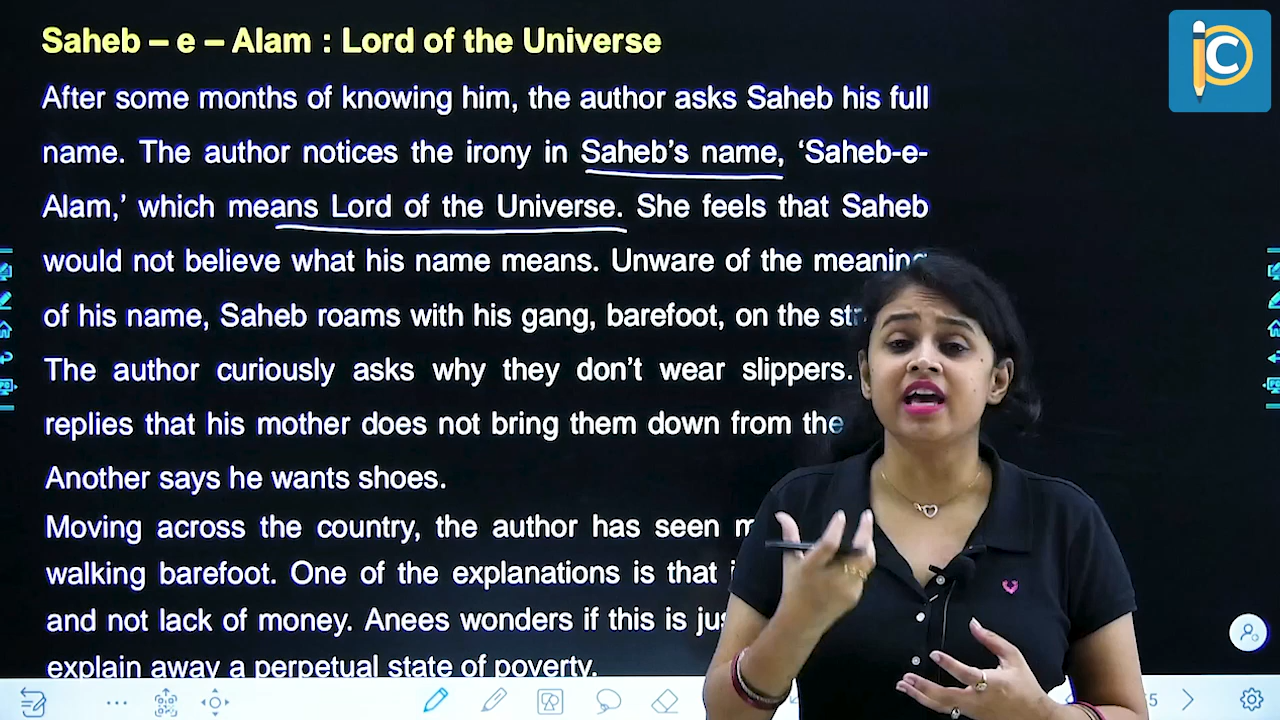 Saheb – e – Alam : Lord of the Universe
After some months of knowing him, the author asks Saheb his full
name. The author notices the irony in Saheb's name, ‘Saheb-e-
Alam,’ which means Lord of the Universe. She feels that Saheb
would not believe what his name means. Unware of the meaning
of his name, Saheb roams with his gang, barefoot, on the
The author curiously asks why they don't wear slippers.
replies that his mother does not bring them down from the
Another says he wants shoes.
Moving across the country, the author has seen
walking barefoot. One of the explanations is that
and not lack of money. Anees wonders if this is
explain away a perpetual state of poverty.